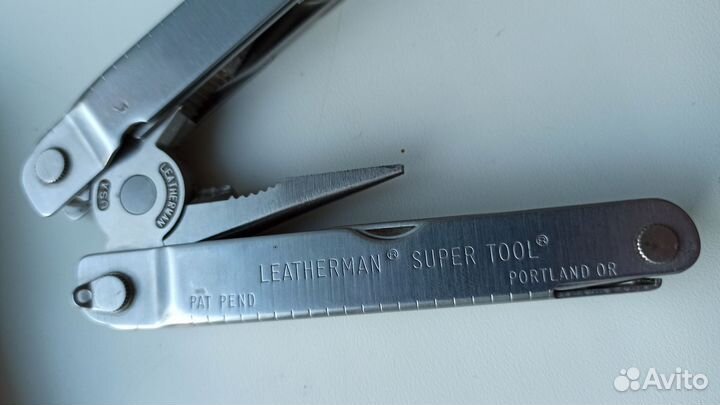 USA
LEATHERMAN
LEATHERMAN® SUPER TOOL®
PAT PEND
PORTLAND OR
Avito